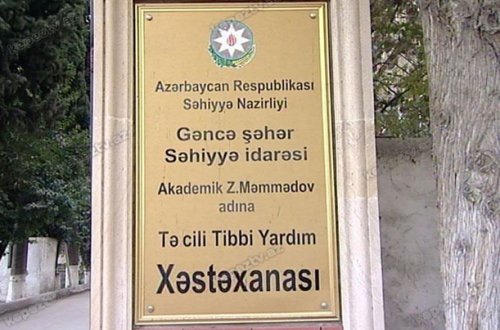 Azərbaycan Respublikası
Səhiyyə Nazirliyi
Gəncə şəhər
Səhiyyə idarəsi
Akademik Z.Məmmədov
adına
Təcili Tibbi Yardım
Xəstəxanası